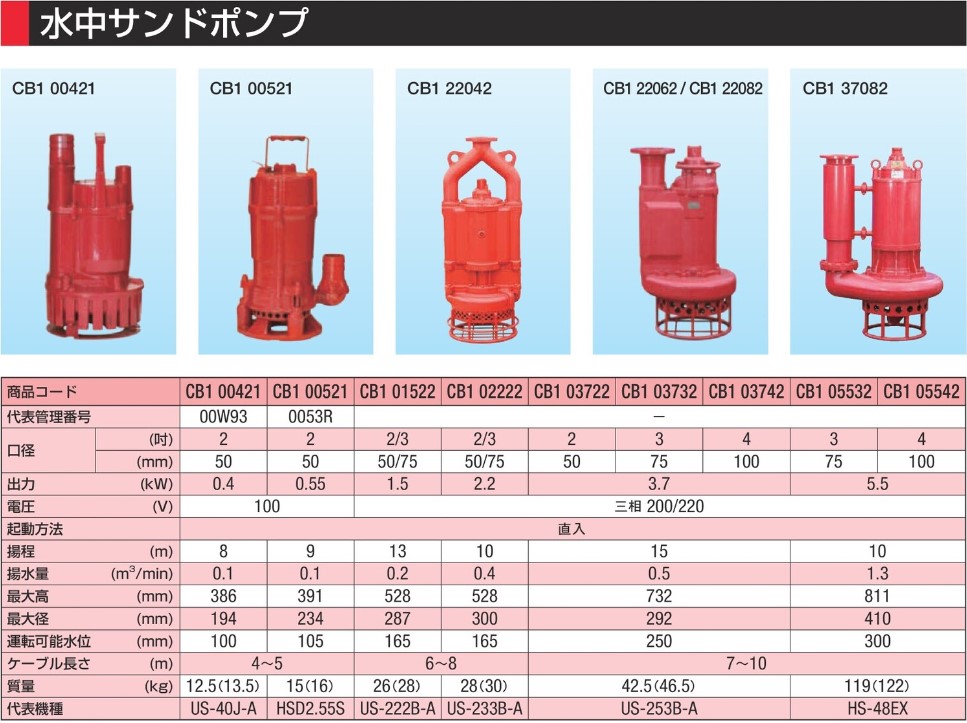 水中サンドポンプ
CB1 00421
CB1 00521
CB1 22042
CB1 22062 / CB1 22082
CB1 37082
商品コード CB1 00421 CB1 00521 CB1 01522 CB1 02222 CB1 03722 CB1 03732 CB1 03742 CB1 05532 CB1 05542
代表管理番号 00W93 0053R －
口径 (吋) 2 2 2/3 2/3 2 3 4 3 4
(mm) 50 50 50/75 50/75 50 75 100 75 100
出力 (kW) 0.4 0.55 1.5 2.2 3.7 5.5
電圧 (V) 100 三相 200/220
起動方法 直入
揚程 (m) 8 9 13 10 15 10
揚水量 (m³/min) 0.1 0.1 0.2 0.4 0.5 1.3
最大高 (mm) 386 391 528 528 732 811
最大径 (mm) 194 234 287 300 292 410
運転可能水位 (mm) 100 105 165 165 250 300
ケーブル長さ (m) 4〜5 6〜8 7〜10
質量 (kg) 12.5(13.5) 15(16) 26(28) 28(30) 42.5(46.5) 119(122)
代表機種 US-40J-A HSD2.55S US-222B-A US-233B-A US-253B-A HS-48EX